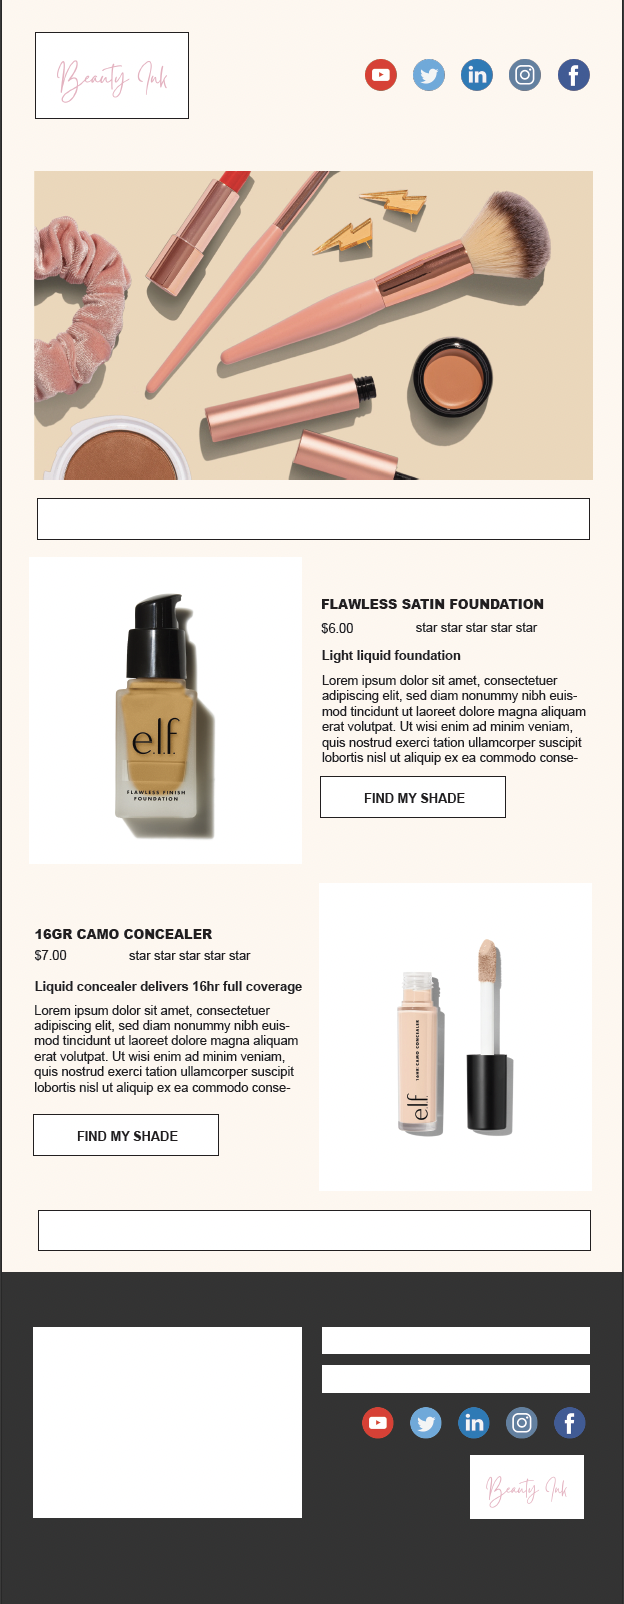 Beauty Ink
FLAWLESS SATIN FOUNDATION
$6.00 star star star star star
Light liquid foundation
Lorem ipsum dolor sit amet, consectetuer
adipiscing elit, sed diam nonummy nibh euis-
mod tincidunt ut laoreet dolore magna aliquam
erat volutpat. Ut wisi enim ad minim veniam,
quis nostrud exerci tation ullamcorper suscipit
lobortis nisl ut aliquip ex ea commodo conse-
FIND MY SHADE
e.l.f.
FLAWLESS FINISH
FOUNDATION
16GR CAMO CONCEALER
$7.00 star star star star star
Liquid concealer delivers 16hr full coverage
Lorem ipsum dolor sit amet, consectetuer
adipiscing elit, sed diam nonummy nibh euis-
mod tincidunt ut laoreet dolore magna aliquam
erat volutpat. Ut wisi enim ad minim veniam,
quis nostrud exerci tation ullamcorper suscipit
lobortis nisl ut aliquip ex ea commodo conse-
FIND MY SHADE
e.l.f.
16HR CAMO CONCEALER
in
Beauty Ink